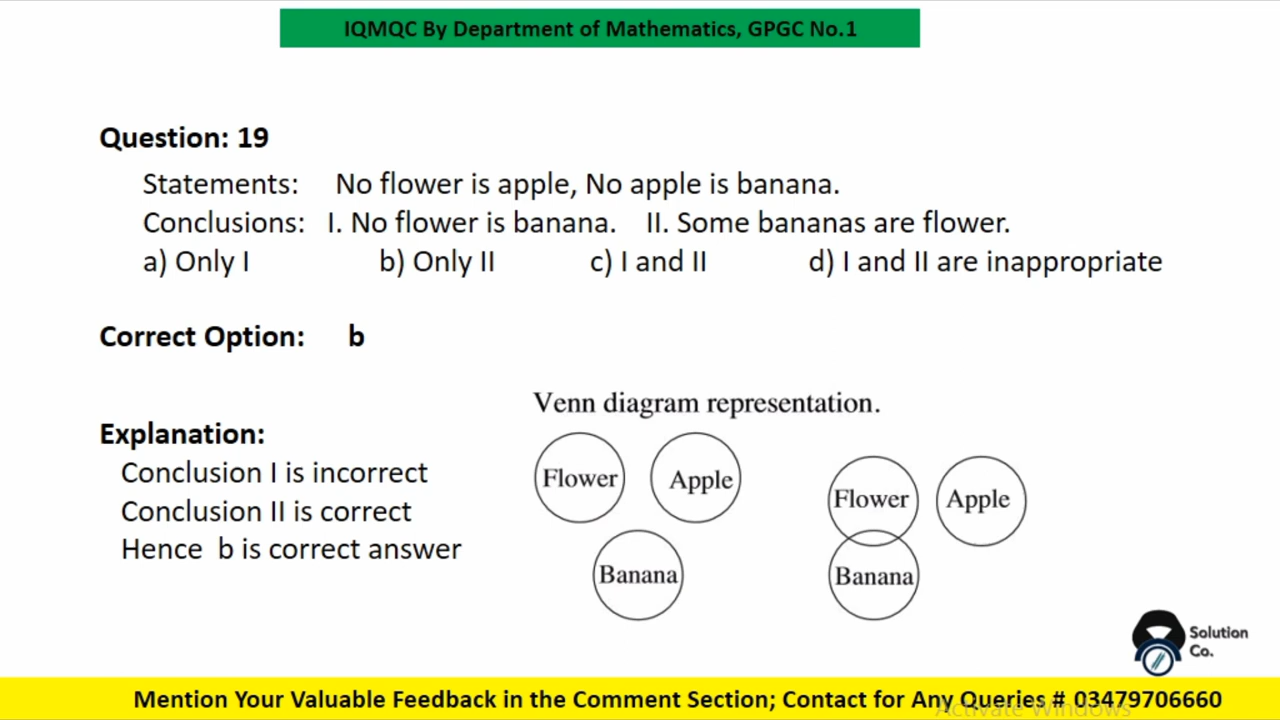 IQMQC By Department of Mathematics, GPGC No.1
Question: 19
Statements: No flower is apple, No apple is banana.
Conclusions: I. No flower is banana. II. Some bananas are flower.
a) Only I b) Only II c) I and II d) I and II are inappropriate
Correct Option: b
Explanation:
Conclusion I is incorrect
Conclusion II is correct
Hence b is correct answer
Venn diagram representation.
Flower Apple
Banana
Flower Apple
Banana
Solution
Co.
Mention Your Valuable Feedback in the Comment Section; Contact for Any Queries # 03479706660
Activate Windows